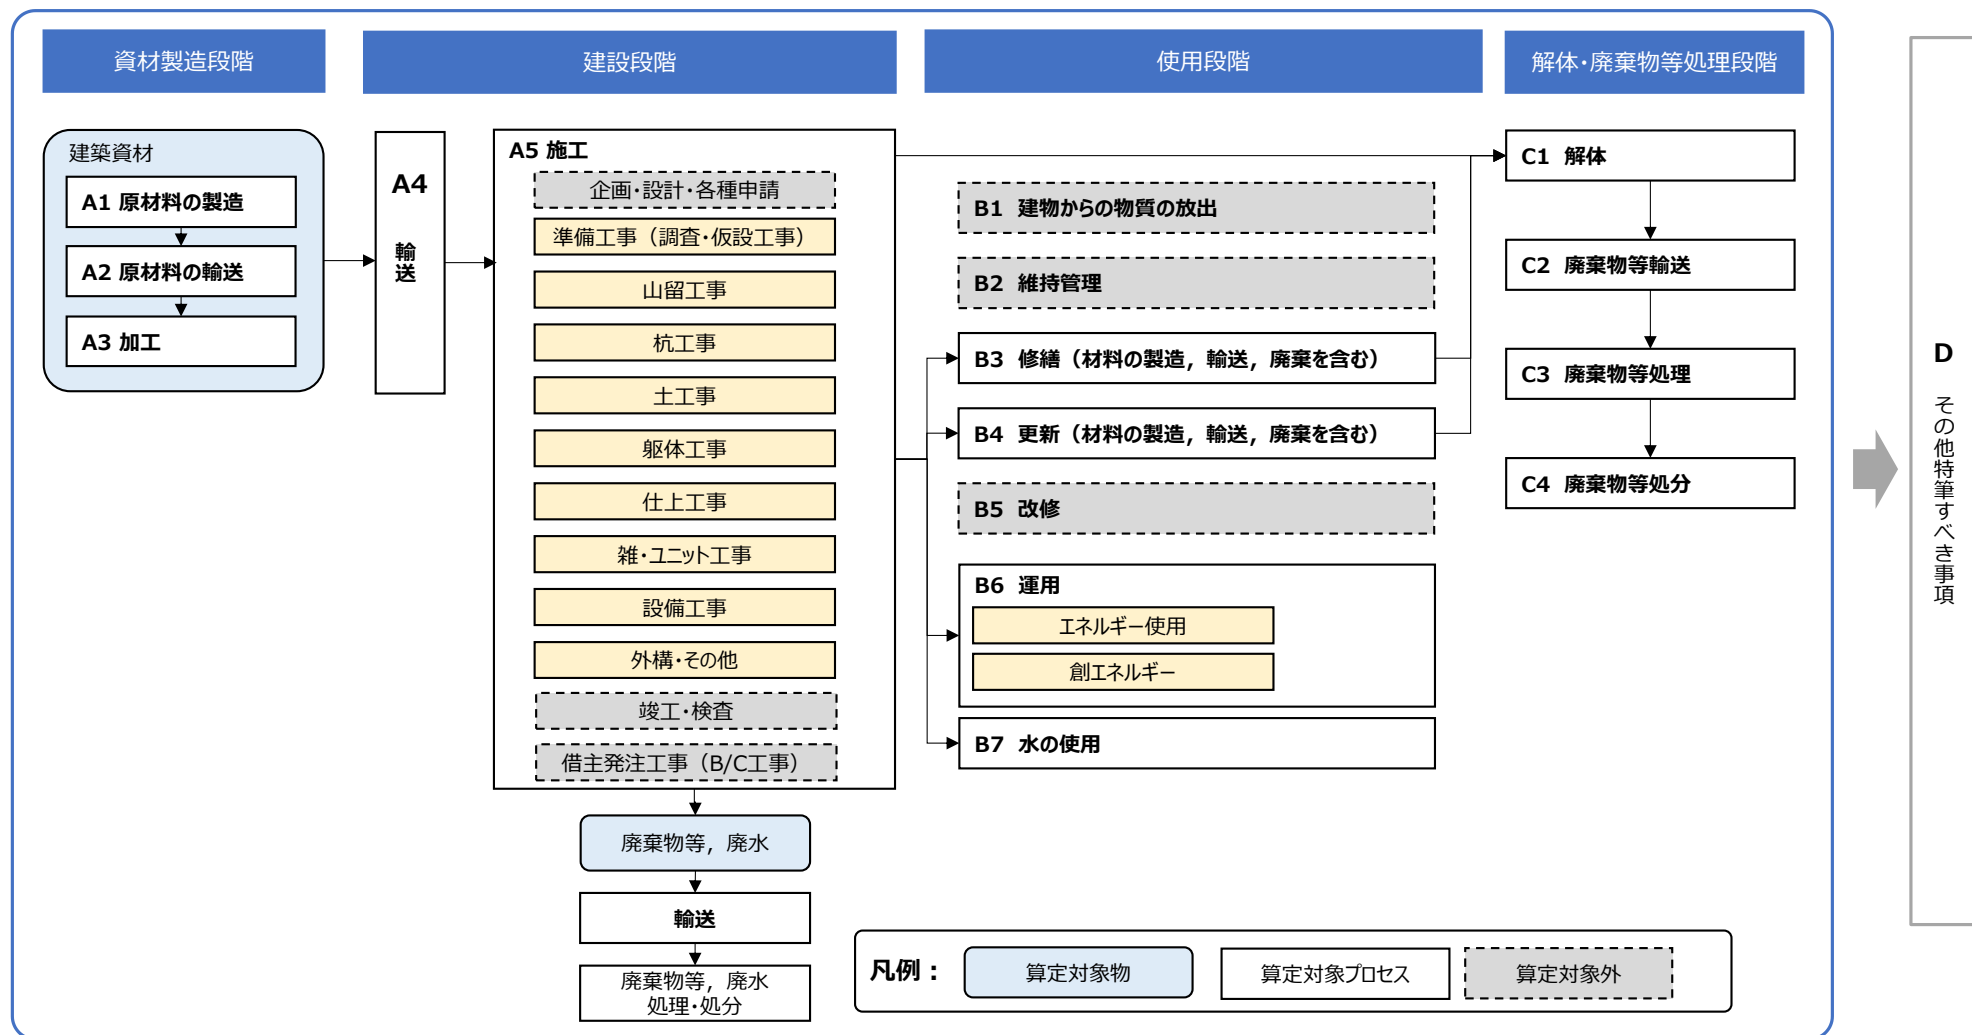 資材製造段階
建設段階
使用段階
解体・廃棄物等処理段階
建築資材
A1 原材料の製造
A2 原材料の輸送
A3 加工
A4
輸送
A5 施工
企画・設計・各種申請
準備工事（調査・仮設工事）
山留工事
杭工事
土工事
躯体工事
仕上工事
雑・ユニット工事
設備工事
外構・その他
竣工・検査
借主発注工事（B/C工事）
廃棄物等，廃水
輸送
廃棄物等，廃水
処理・処分
B1 建物からの物質の放出
B2 維持管理
B3 修繕（材料の製造，輸送，廃棄を含む）
B4 更新（材料の製造，輸送，廃棄を含む）
B5 改修
B6 運用
エネルギー使用
創エネルギー
B7 水の使用
C1 解体
C2 廃棄物等輸送
C3 廃棄物等処理
C4 廃棄物等処分
D その他特筆すべき事項
凡例：
算定対象物
算定対象プロセス
算定対象外